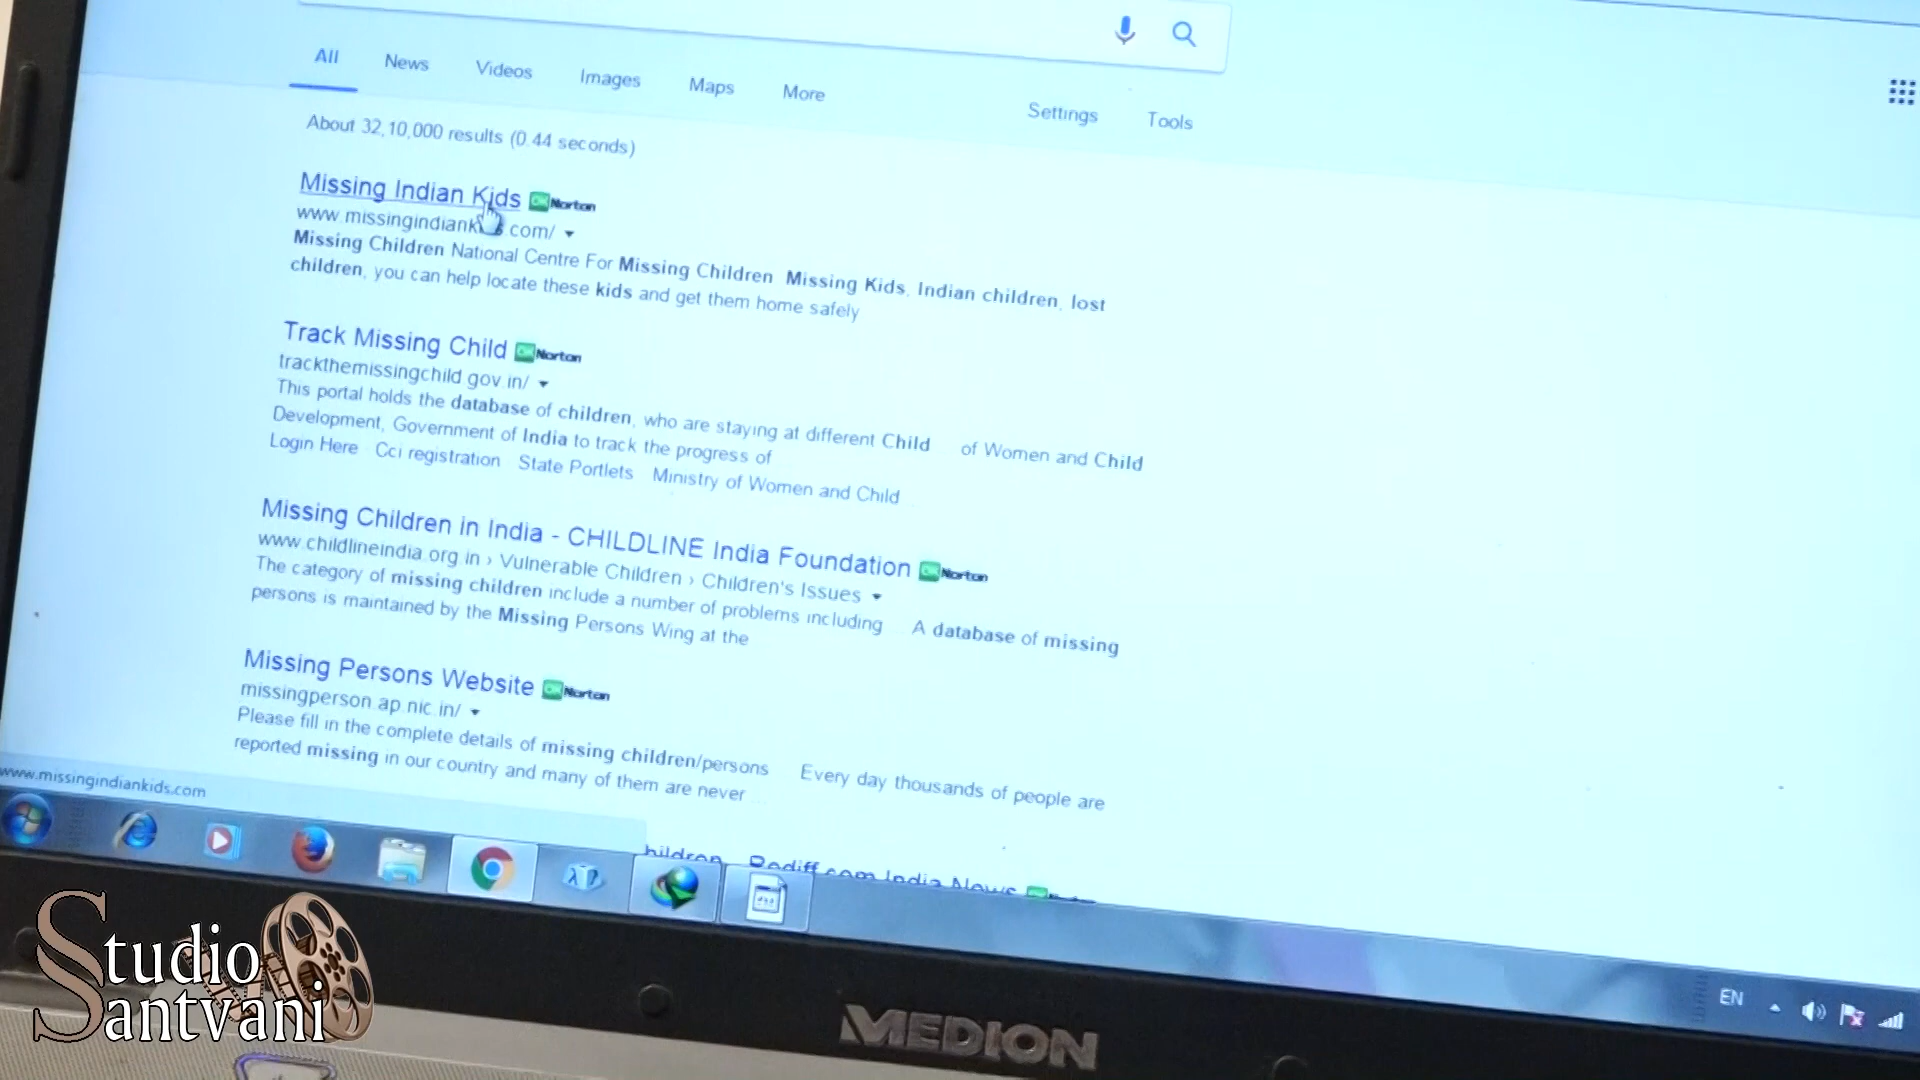 All News Videos Images Maps More Settings Tools
About 32,10,000 results (0.44 seconds)
Missing Indian Kids Norton
www.missingindiank s.com/
Missing Children National Centre For Missing Children Missing Kids, Indian children, lost
children, you can help locate these kids and get them home safely
Track Missing Child Norton
trackthemissingchild.gov.in/
This portal holds the database of children, who are staying at different Child of Women and Child
Development, Government of India to track the progress of
Login Here Cci registration State Portlets Ministry of Women and Child
Missing Children in India - CHILDLINE India Foundation Norton
www.childlineindia.org.in › Vulnerable Children › Children's Issues
The category of missing children include a number of problems including A database of missing
persons is maintained by the Missing Persons Wing at the
Missing Persons Website Norton
missingperson.ap.nic.in/
Please fill in the complete details of missing children/persons Every day thousands of people are
reported missing in our country and many of them are never ...
www.missingindiankids.com
hildren Rediff.com India News
EN
Studio
Santvani
MEDION